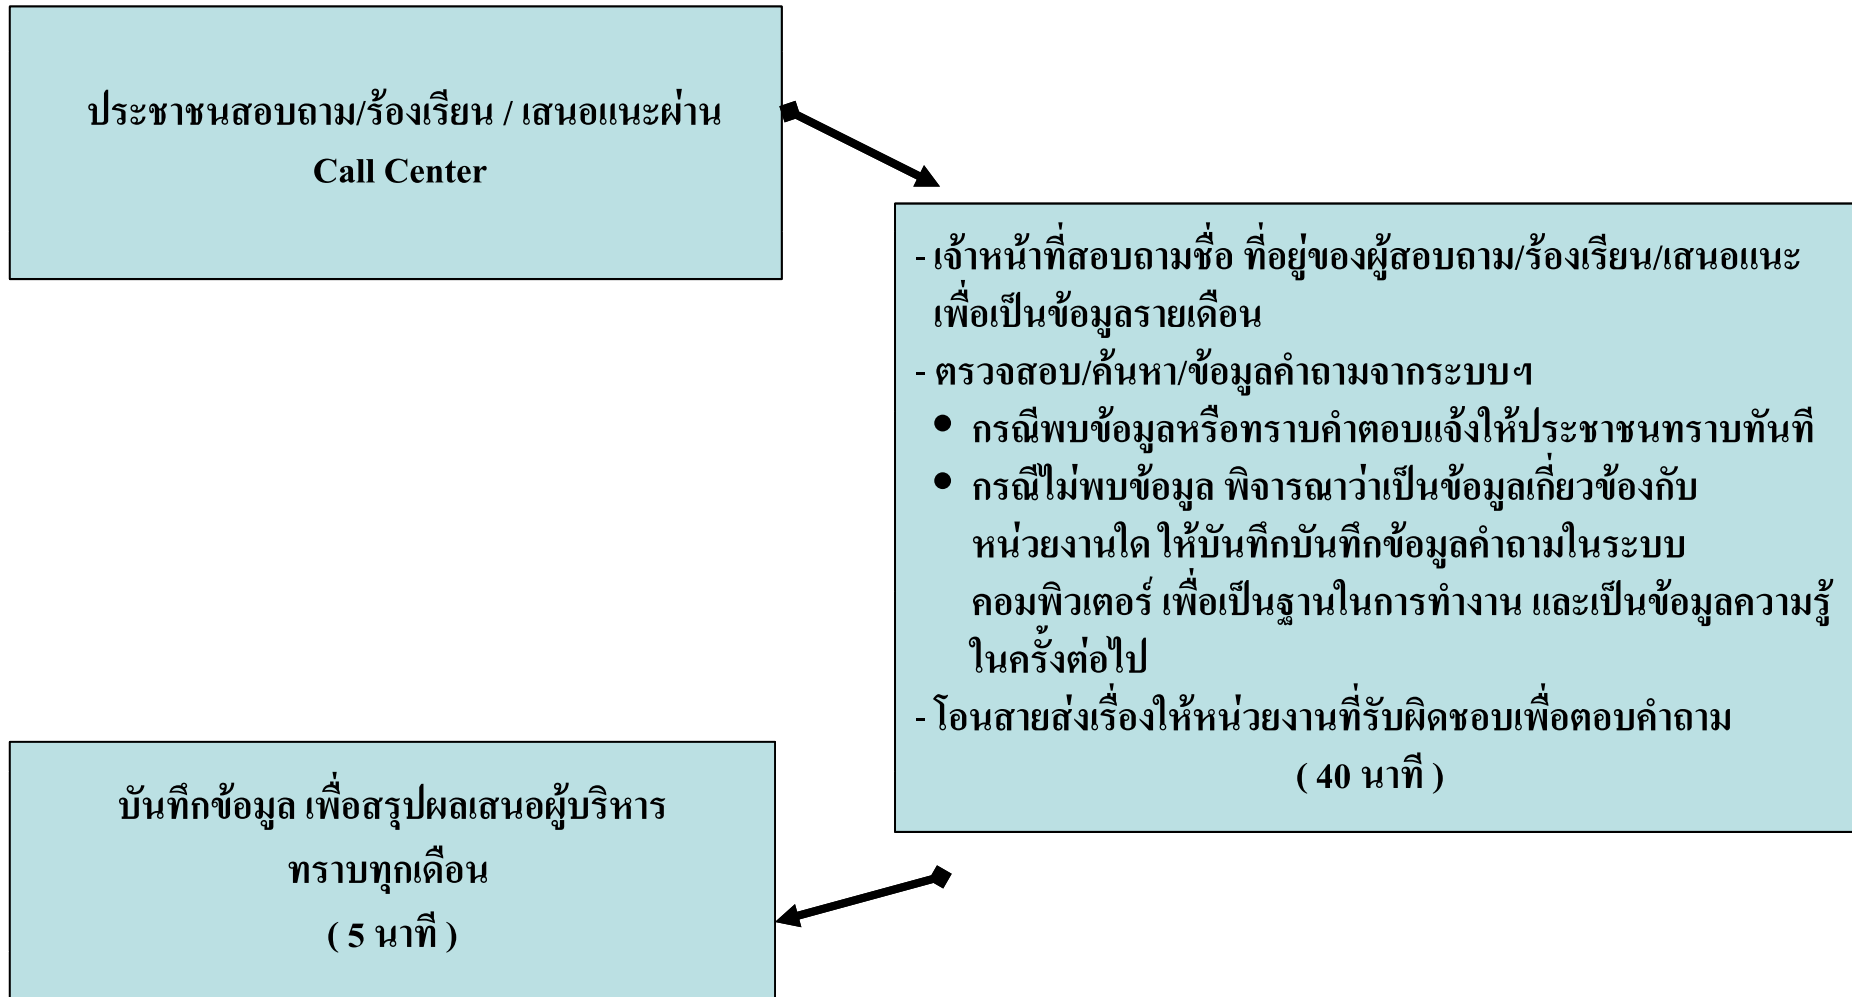 ประชาชนสอบถาม/ร้องเรียน / เสนอแนะผ่าน
Call Center
- เจ้าหน้าที่สอบถามชื่อ ที่อยู่ของผู้สอบถาม/ร้องเรียน/เสนอแนะ
เพื่อเป็นข้อมูลรายเดือน
- ตรวจสอบ/ค้นหา/ข้อมูลคำถามจากระบบฯ
● กรณีพบข้อมูลหรือทราบคำตอบแจ้งให้ประชาชนทราบทันที
● กรณีไม่พบข้อมูล พิจารณาว่าเป็นข้อมูลเกี่ยวข้องกับ
หน่วยงานใด ให้บันทึกบันทึกข้อมูลคำถามในระบบ
คอมพิวเตอร์ เพื่อเป็นฐานในการทำงาน และเป็นข้อมูลความรู้
ในครั้งต่อไป
- โอนสายส่งเรื่องให้หน่วยงานที่รับผิดชอบเพื่อตอบคำถาม
( 40 นาที )
บันทึกข้อมูล เพื่อสรุปผลเสนอผู้บริหาร
ทราบทุกเดือน
( 5 นาที )